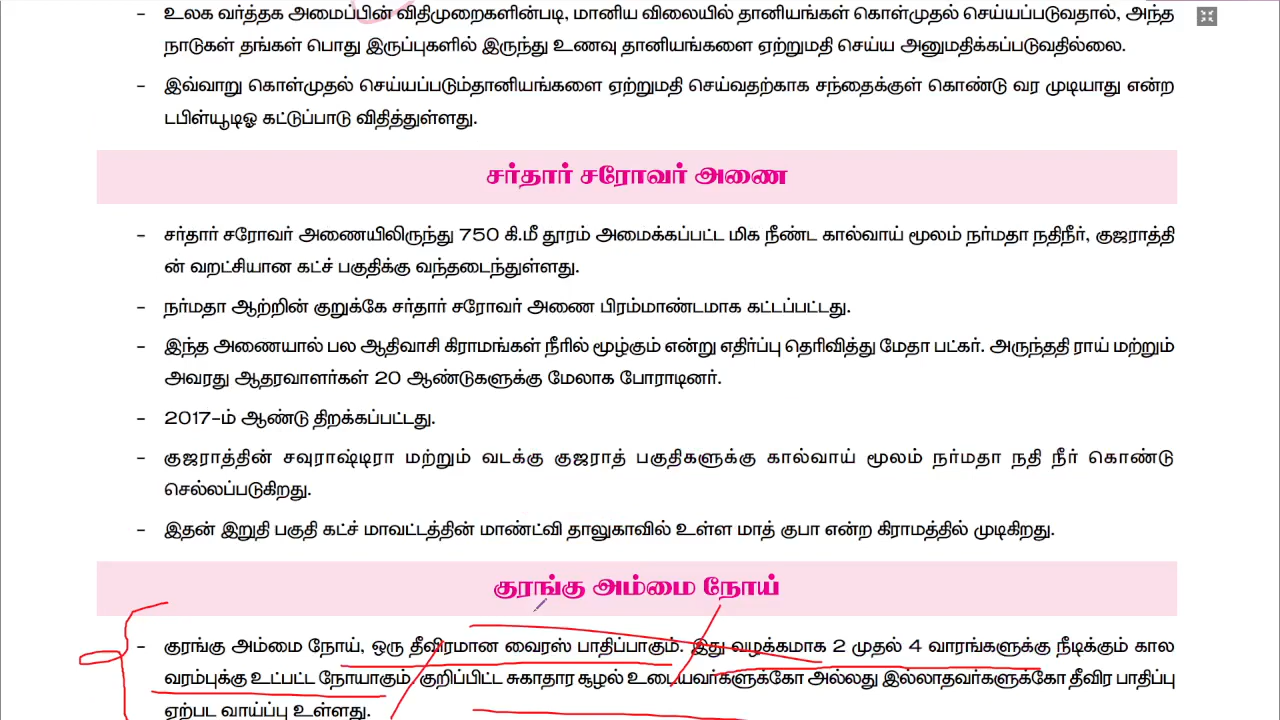 - உலக வர்த்தக அமைப்பின் விதிமுறைகளின்படி, மானிய விலையில் தானியங்கள் கொள்முதல் செய்யப்படுவதால், அந்த
நாடுகள் தங்கள் பொது இருப்புகளில் இருந்து உணவு தானியங்களை ஏற்றுமதி செய்ய அனுமதிக்கப்படுவதில்லை.
- இவ்வாறு கொள்முதல் செய்யப்படும்தானியங்களை ஏற்றுமதி செய்வதற்காக சந்தைக்குள் கொண்டு வர முடியாது என்ற
டபிள்யூடிஓ கட்டுப்பாடு விதித்துள்ளது.
சர்தார் சரோவர் அணை
- சர்தார் சரோவர் அணையிலிருந்து 750 கி.மீ தூரம் அமைக்கப்பட்ட மிக நீண்ட கால்வாய் மூலம் நர்மதா நதிநீர், குஜராத்தி
ன் வறட்சியான கட்ச் பகுதிக்கு வந்தடைந்துள்ளது.
- நர்மதா ஆற்றின் குறுக்கே சர்தார் சரோவர் அணை பிரம்மாண்டமாக கட்டப்பட்டது.
- இந்த அணையால் பல ஆதிவாசி கிராமங்கள் நீரில் மூழ்கும் என்று எதிர்ப்பு தெரிவித்து மேதா பட்கர். அருந்ததி ராய் மற்றும்
அவரது ஆதரவாளர்கள் 20 ஆண்டுகளுக்கு மேலாக போராடினர்.
- 2017-ம் ஆண்டு திறக்கப்பட்டது.
- குஜராத்தின் சவுராஷ்டிரா மற்றும் வடக்கு குஜராத் பகுதிகளுக்கு கால்வாய் மூலம் நர்மதா நதி நீர் கொண்டு
செல்லப்படுகிறது.
- இதன் இறுதி பகுதி கட்ச் மாவட்டத்தின் மாண்ட்வி தாலுகாவில் உள்ள மாத் குபா என்ற கிராமத்தில் முடிகிறது.
குரங்கு அம்மை நோய்
- குரங்கு அம்மை நோய், ஒரு தீவிரமான வைரஸ் பாதிப்பாகும். இது வழக்கமாக 2 முதல் 4 வாரங்களுக்கு நீடிக்கும் கால
வரம்புக்கு உட்பட்ட நோயாகும். குறிப்பிட்ட சுகாதார சூழல் உடையவர்களுக்கோ அல்லது இல்லாதவர்களுக்கோ தீவிர பாதிப்பு
ஏற்பட வாய்ப்பு உள்ளது.